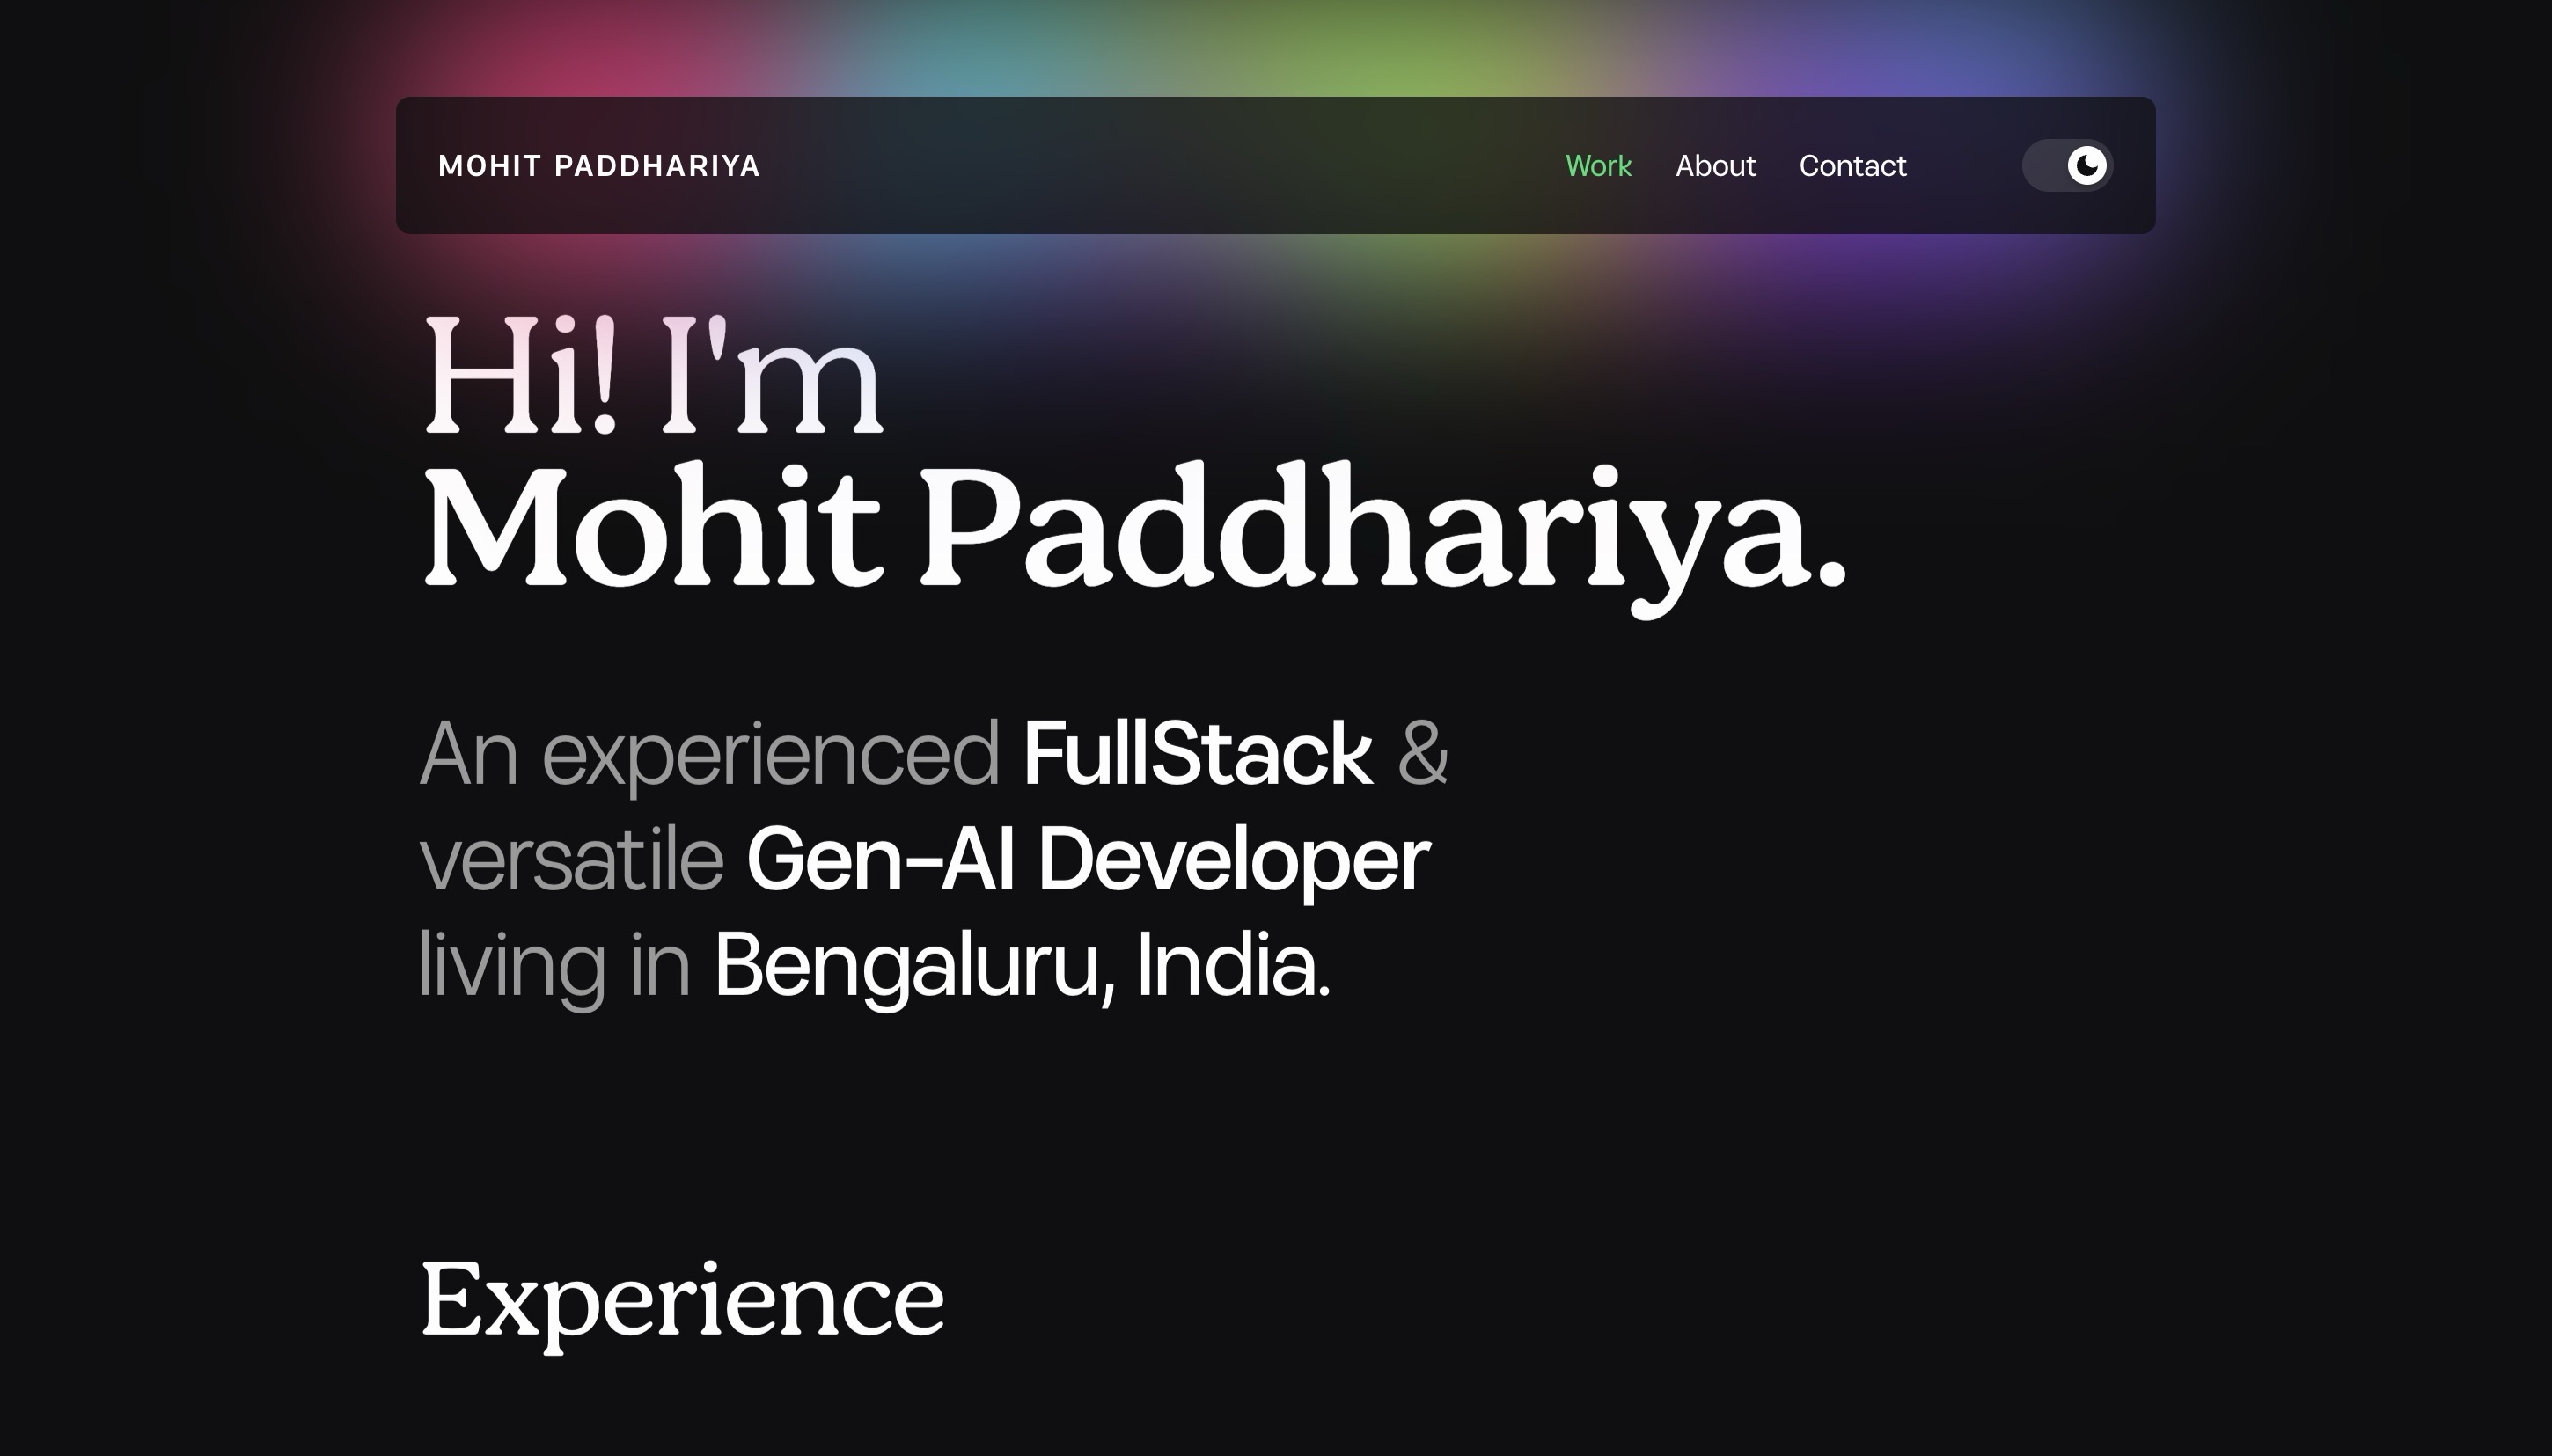 MOHIT PADDHARIYA
Work About Contact
Hi! I'm
Mohit Paddhariya.
An experienced FullStack &
versatile Gen-AI Developer
living in Bengaluru, India.
Experience